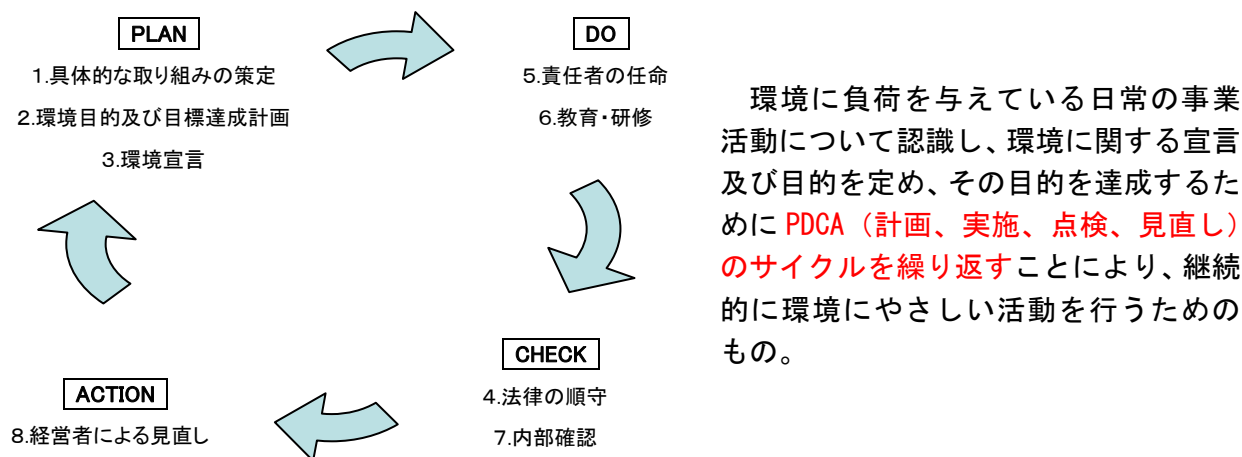 PLAN
1.具体的な取り組みの策定
2.環境目的及び目標達成計画
3.環境宣言
DO
5.責任者の任命
6.教育・研修
CHECK
4.法律の順守
7.内部確認
ACTION
8.経営者による見直し
環境に負荷を与えている日常の事業
活動について認識し、環境に関する宣言
及び目的を定め、その目的を達成するた
めに PDCA（計画、実施、点検、見直し）
のサイクルを繰り返すことにより、継続
的に環境にやさしい活動を行うための
もの。